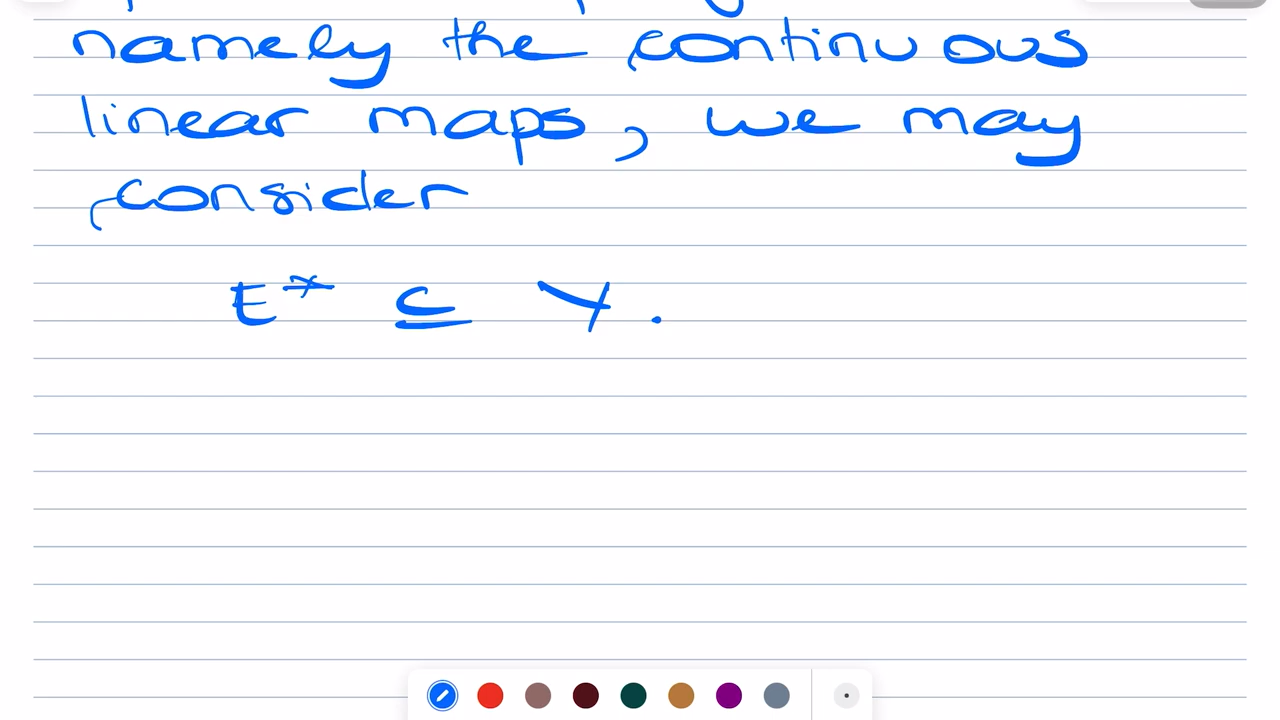 namely the continuous
linear maps, we may
consider
E* ⊆ Y.